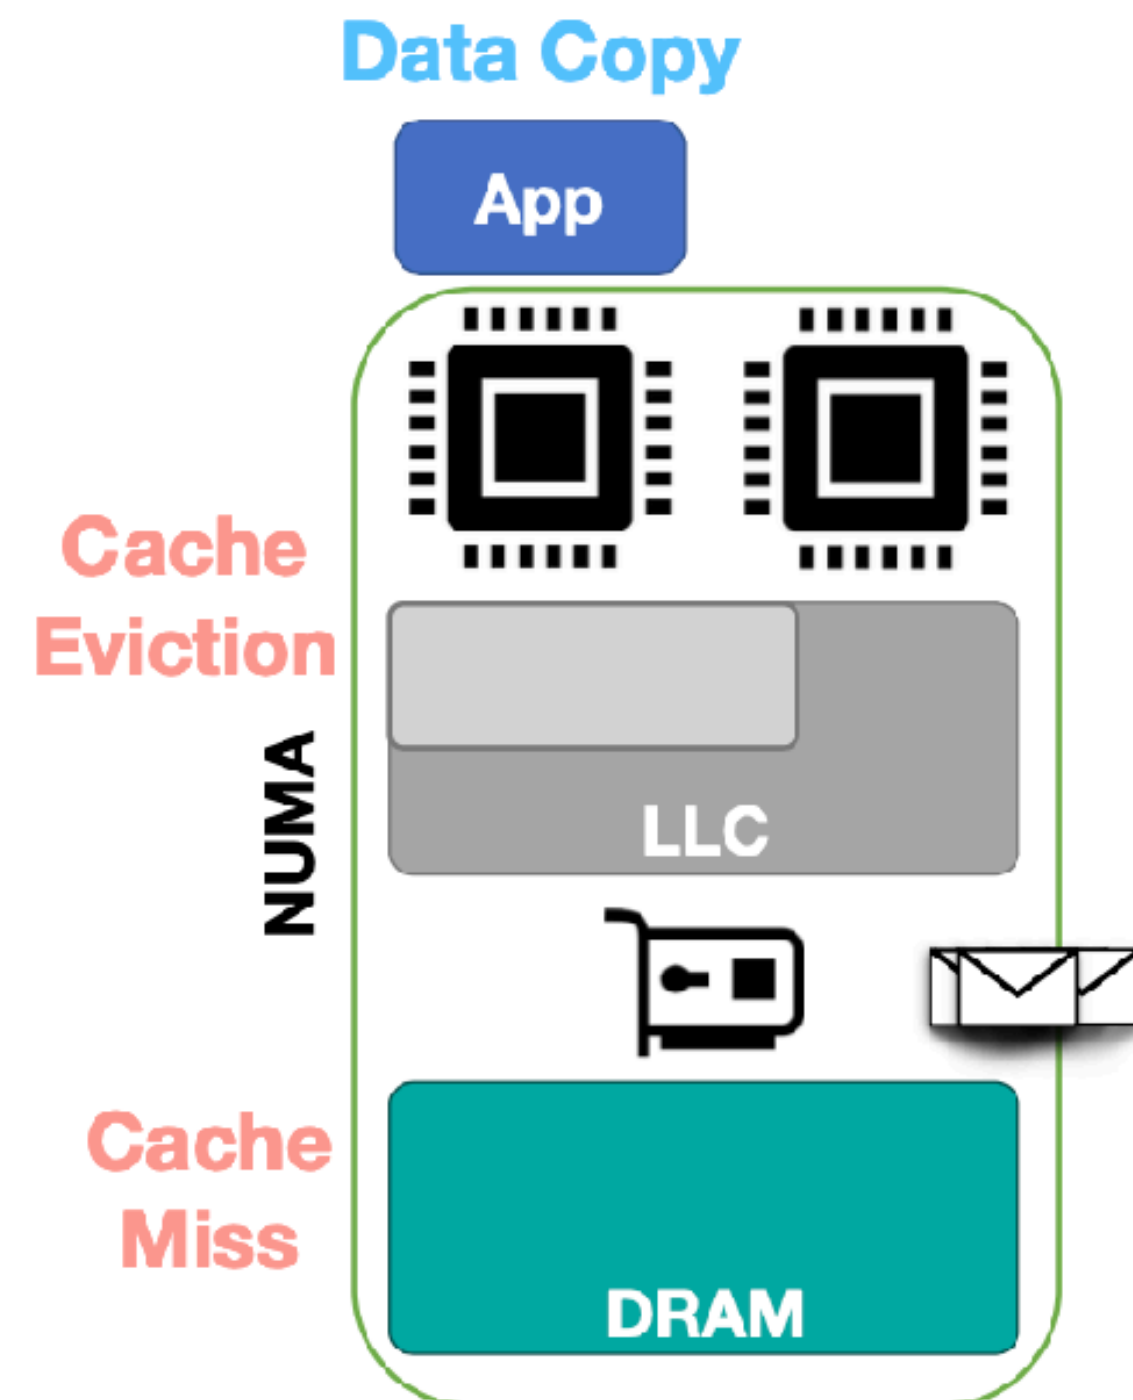 Data Copy
App
Cache
Eviction
NUMA
LLC
Cache
Miss
DRAM